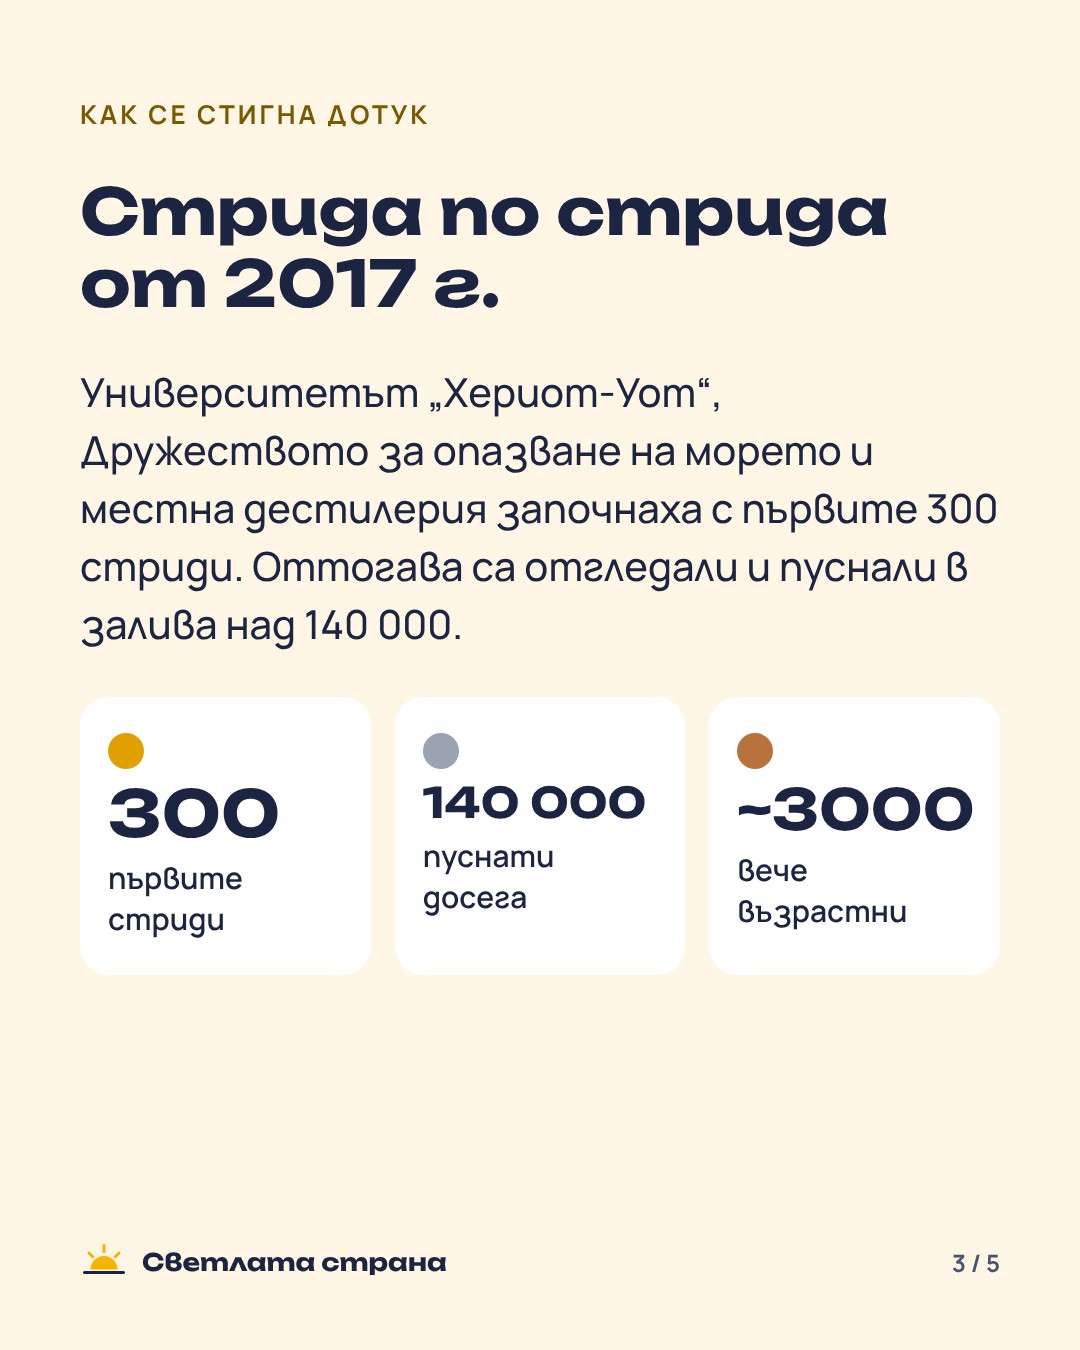 КАК СЕ СТИГНА ДОТУК
Стрида по стрида
от 2017 г.
Университетът „Хериот-Уот“,
Дружеството за опазване на морето и
местна дестилерия започнаха с първите 300
стриди. Оттогава са отгледали и пуснали в
залива над 140 000.
300
първите
стриди
140 000
пуснати
досега
~3000
вече
възрастни
Светлата страна
3 / 5